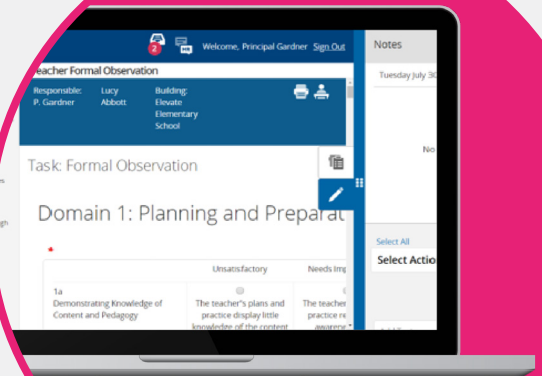 2
HR
Welcome, Principal Gardner Sign Out
Notes
Teacher Formal Observation
Tuesday July 30
Responsible:
P. Gardner
Lucy
Abbott
Building:
Elevate
Elementary
School
Task: Formal Observation
No
Domain 1: Planning and Preparat
*
Select All
Select Actio
Unsatisfactory
Needs Imp
1a
Demonstrating Knowledge of
Content and Pedagogy
The teacher's plans and
practice display little
knowledge of the content
The teacher
practice re